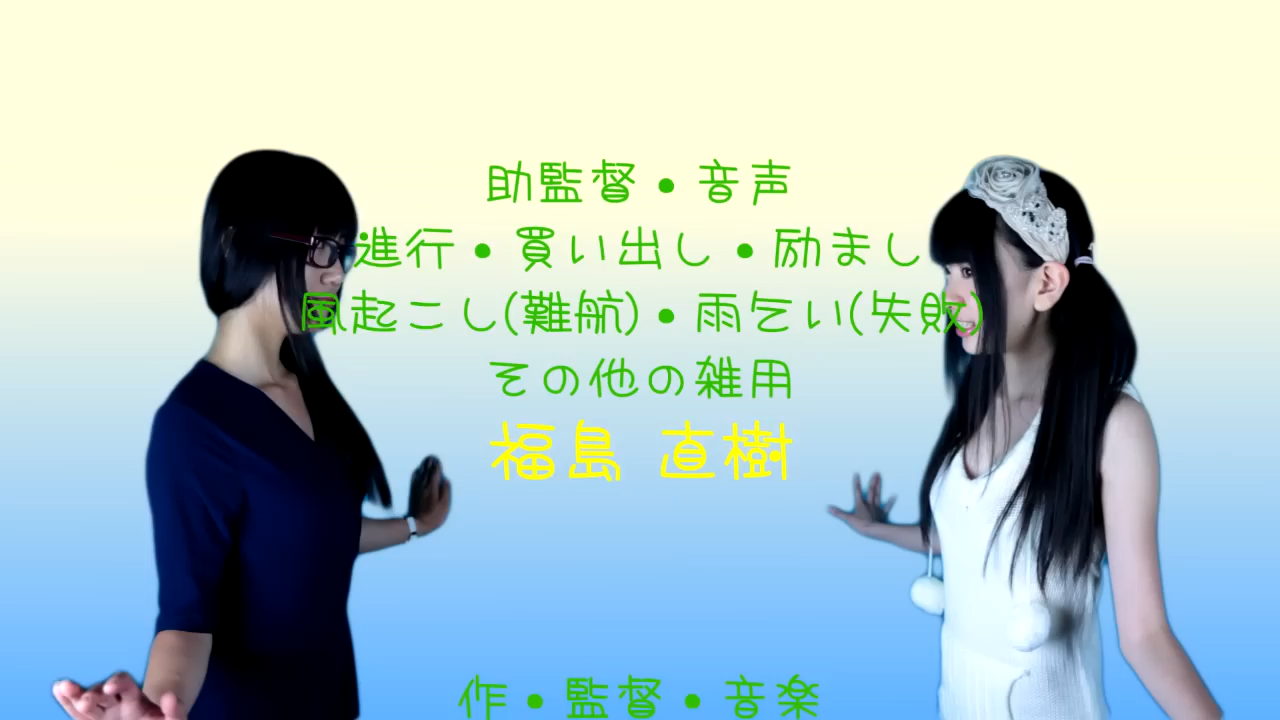 助監督・音声
進行・買い出し・励まし
風起こし(難航)・雨乞い(失敗)
その他の雑用
福島 直樹
作・監督・音楽